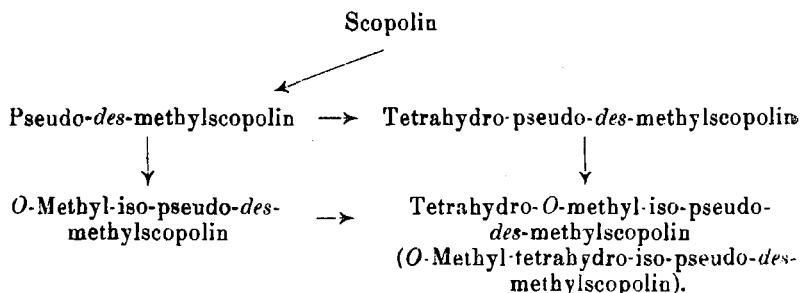 Scopolin
Pseudo-des-methylscopolin → Tetrahydro-pseudo-des-methylscopolin
O-Methyl-iso-pseudo-des-
methylscopolin
→
Tetrahydro-O-methyl-iso-pseudo-
des-methylscopolin
(O-Methyl-tetrahydro-iso-pseudo-des-
methylscopolin).